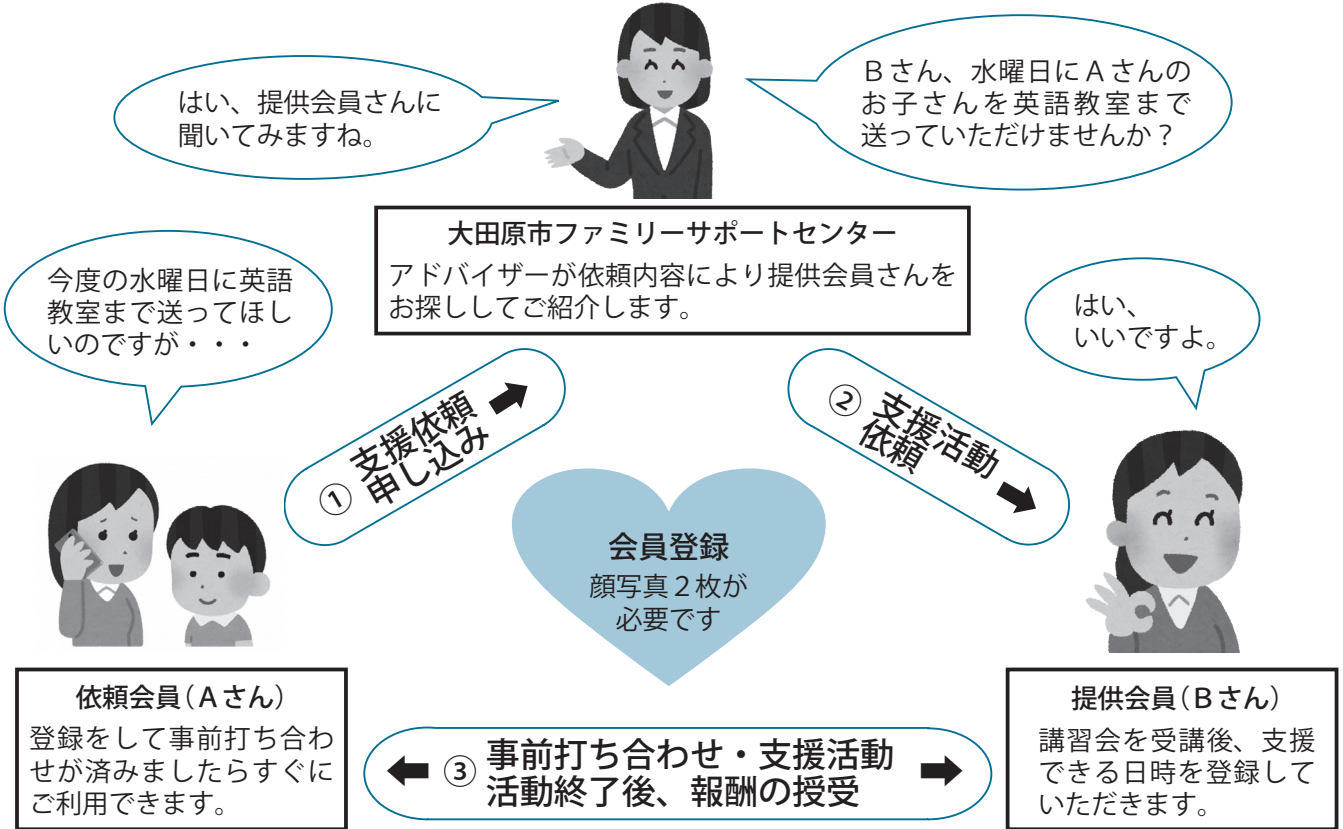 はい、提供会員さんに
聞いてみますね。
Ｂさん、水曜日にＡさんの
お子さんを英語教室まで
送っていただけませんか？
大田原市ファミリーサポートセンター
アドバイザーが依頼内容により提供会員さんを
お探ししてご紹介します。
今度の水曜日に英語
教室まで送ってほし
いのですが・・・
はい、
いいですよ。
① 支援依頼
申し込み
② 支援活動
依頼
会員登録
顔写真２枚が
必要です
依頼会員（Ａさん）
登録をして事前打ち合わ
せが済みましたらすぐに
ご利用できます。
③ 事前打ち合わせ・支援活動
活動終了後、報酬の授受
提供会員（Ｂさん）
講習会を受講後、支援
できる日時を登録して
いただきます。